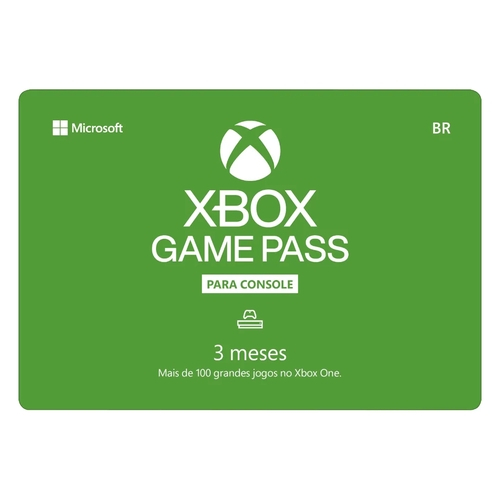 Microsoft
BR
XBOX
GAME PASS
PARA CONSOLE
3 meses
Mais de 100 grandes jogos no Xbox One.